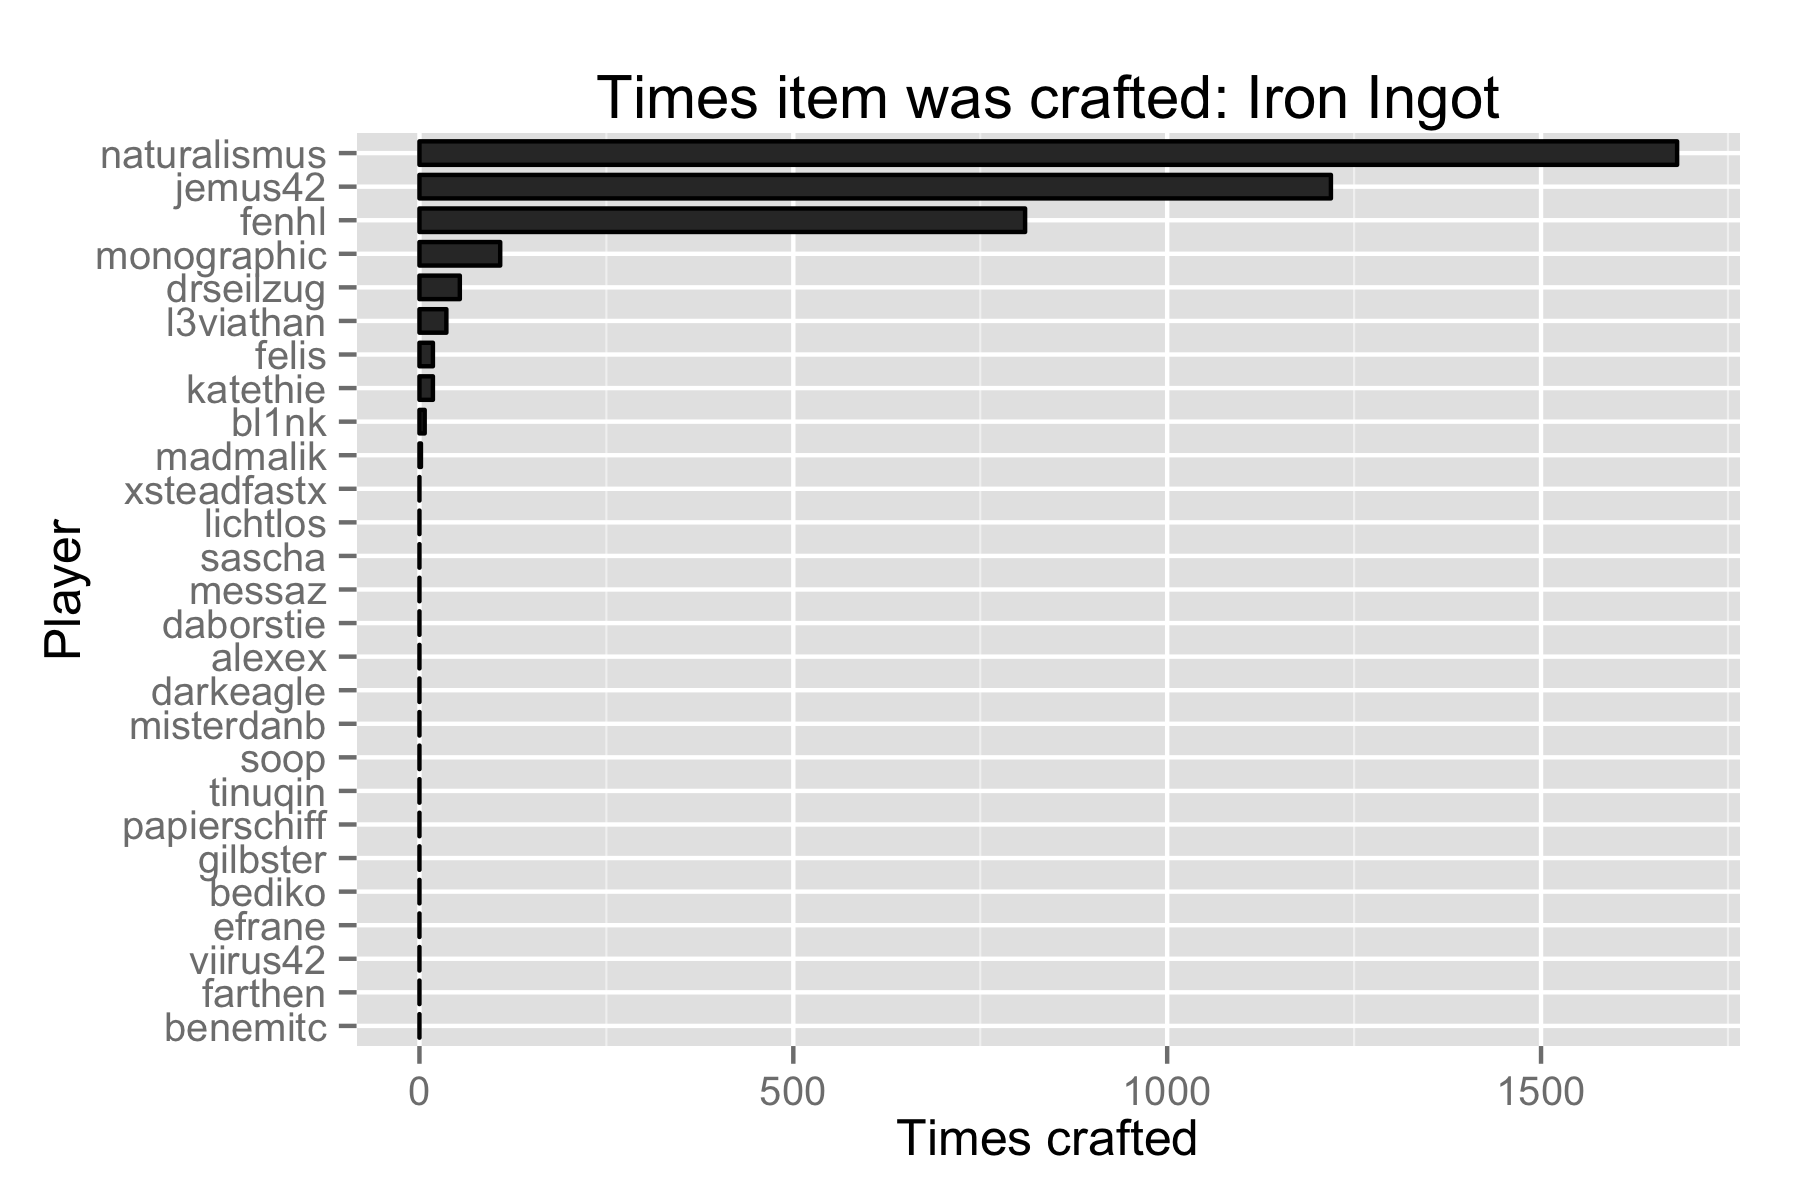 Times item was crafted: Iron Ingot
naturalismus
jemus42
fenhl
monographic
drseilzug
l3viathan
felis
katethie
bl1nk
madmalik
xsteadfastx
lichtlos
sascha
messaz
daborstie
alexex
darkeagle
misterdanb
soop
tinuqin
papierschiff
gilbster
bediko
efrane
viirus42
farthen
benemitc
Player
0 500 1000 1500
Times crafted